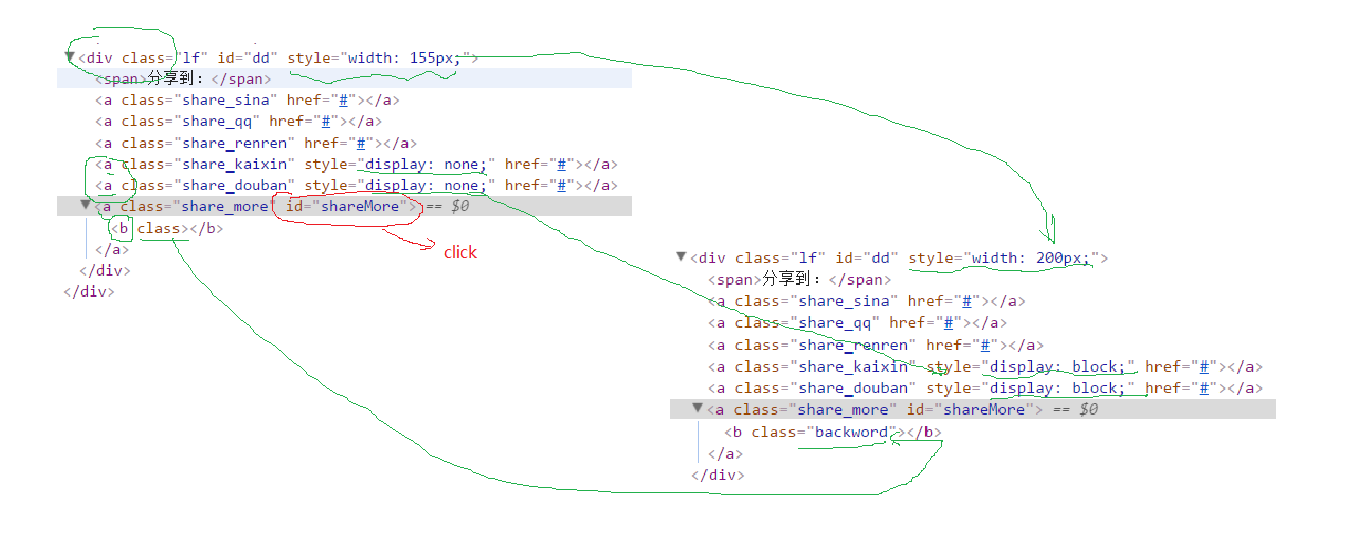 ▼<div class="lf" id="dd" style="width: 155px;">
<span>分享到：</span>
<a class="share_sina" href="#"></a>
<a class="share_qq" href="#"></a>
<a class="share_renren" href="#"></a>
<a class="share_kaixin" style="display: none;" href="#"></a>
<a class="share_douban" style="display: none;" href="#"></a>
▼<a class="share_more" id="shareMore"> == $0
<b class></b>
</a>
</div>
</div>
click
▼<div class="lf" id="dd" style="width: 200px;">
<span>分享到：</span>
<a class="share_sina" href="#"></a>
<a class="share_qq" href="#"></a>
<a class="share_renren" href="#"></a>
<a class="share_kaixin" style="display: block;" href="#"></a>
<a class="share_douban" style="display: block;" href="#"></a>
▼<a class="share_more" id="shareMore"> == $0
<b class="backword"></b>
</a>
</div>